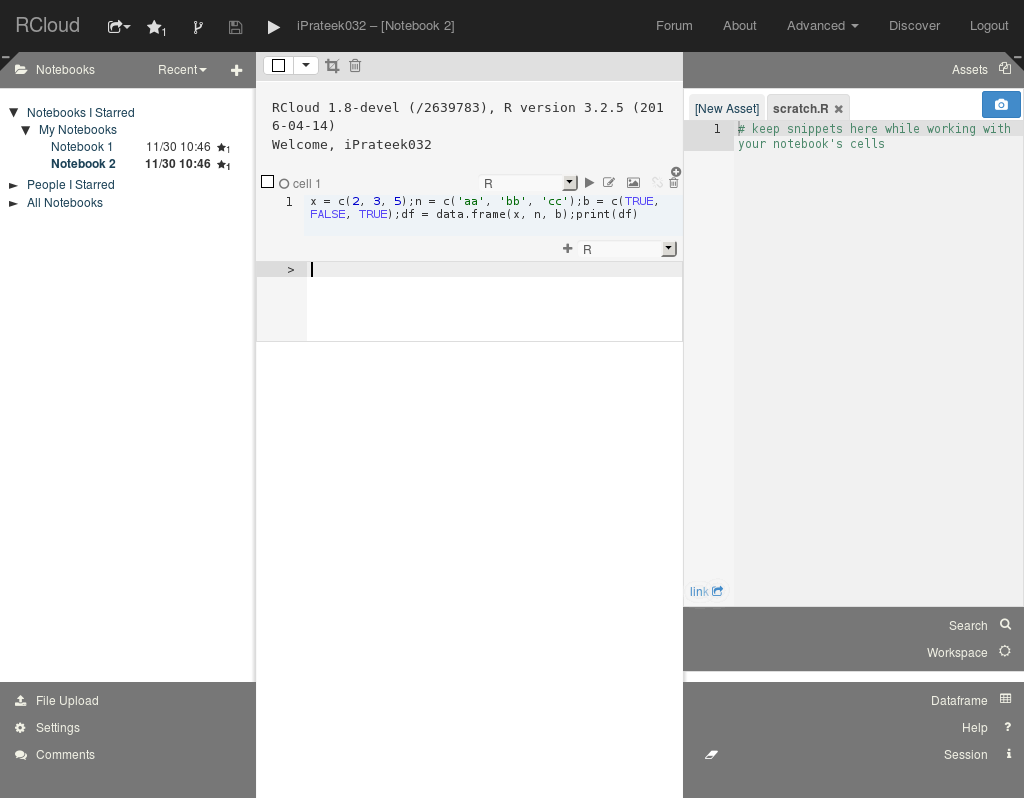 RCloud
1
iPrateek032 – [Notebook 2]
Forum
About
Advanced
Discover
Logout
Notebooks
Recent
Notebooks I Starred
My Notebooks
Notebook 1 11/30 10:46 1
Notebook 2 11/30 10:46 1
People I Starred
All Notebooks
File Upload
Settings
Comments
RCloud 1.8-devel (/2639783), R version 3.2.5 (201
6-04-14)
Welcome, iPrateek032
cell 1
R
1 x = c(2, 3, 5);n = c('aa', 'bb', 'cc');b = c(TRUE,
FALSE, TRUE);df = data.frame(x, n, b);print(df)
R
>
Assets
[New Asset]
scratch.R
1 # keep snippets here while working with
your notebook's cells
link
Search
Workspace
Dataframe
Help ?
Session i